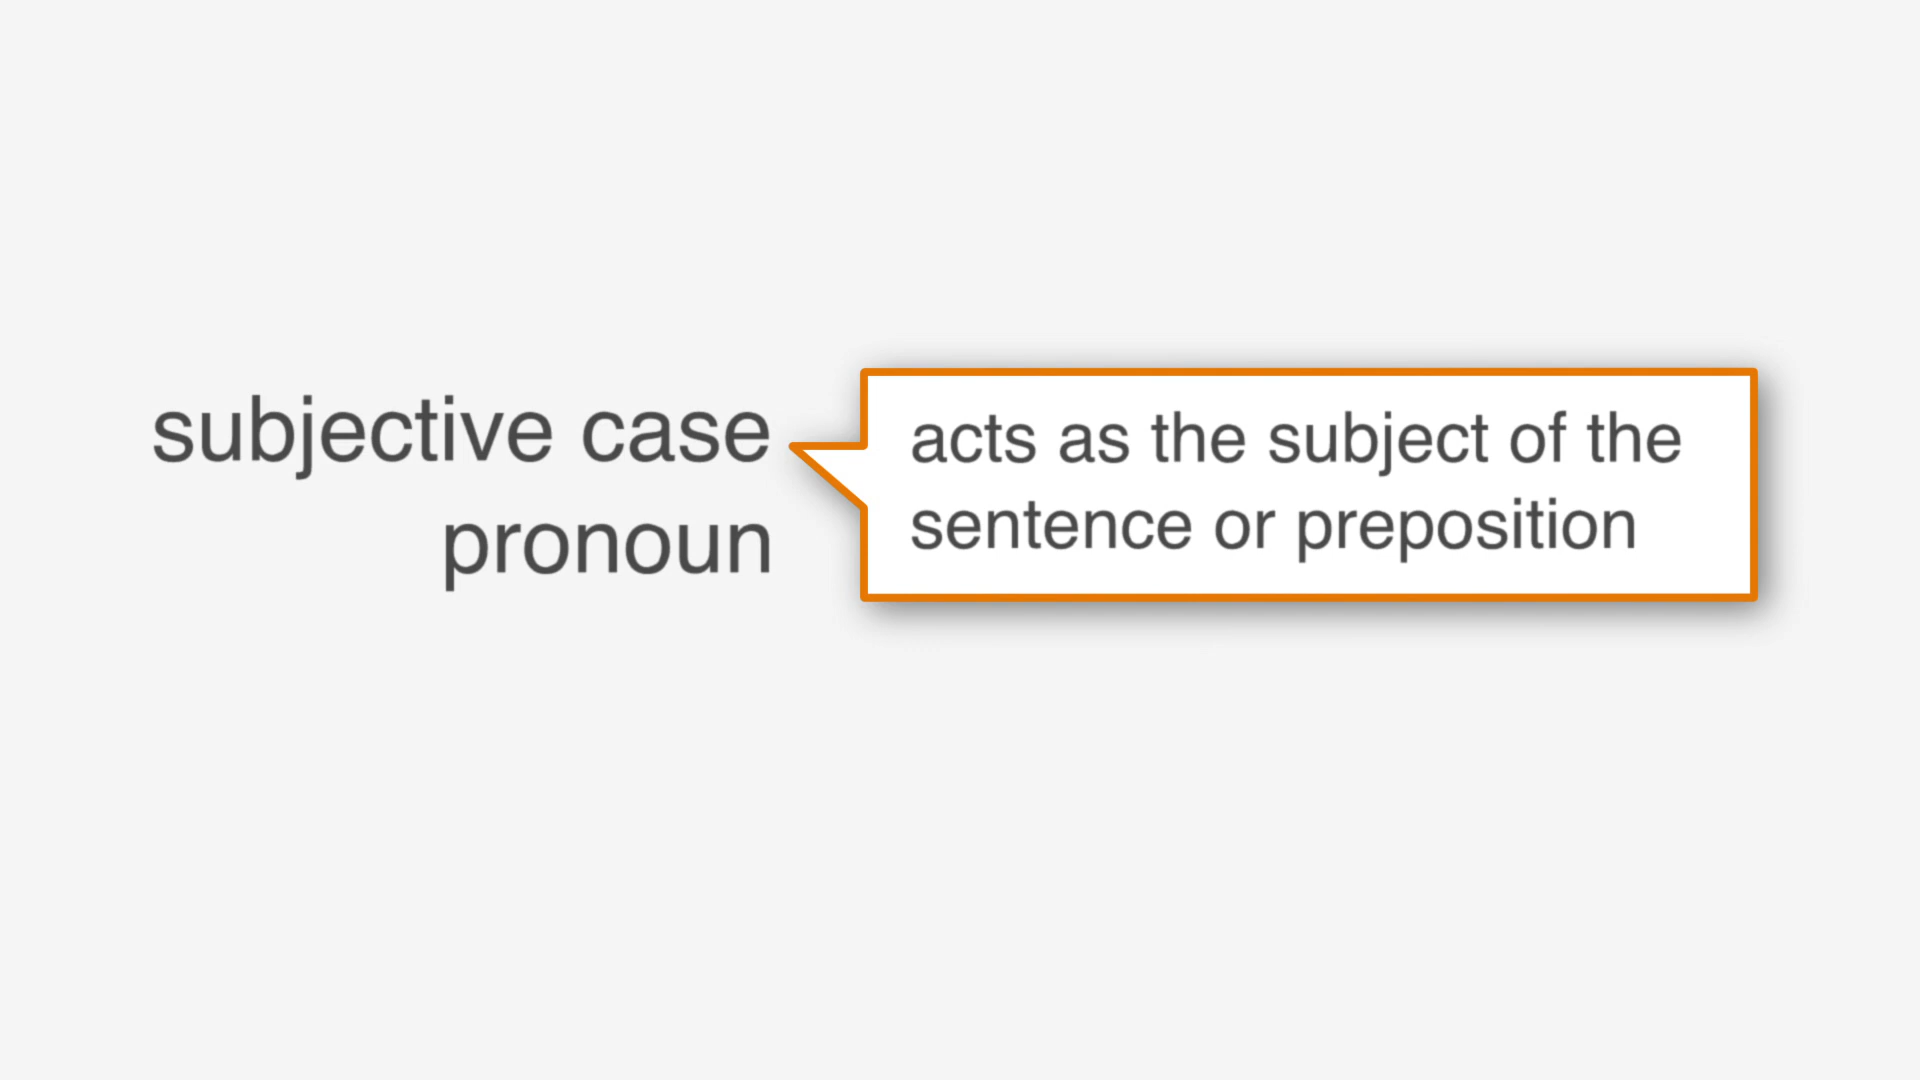 subjective case
pronoun
acts as the subject of the
sentence or preposition